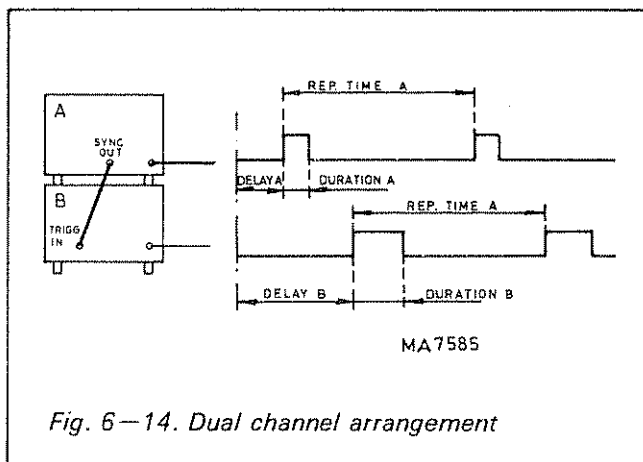 A
SYNC
OUT
B
TRIGG
IN
REP. TIME A
DELAY A
DURATION A
REP. TIME A
DELAY B
DURATION B
MA7585
Fig. 6—14. Dual channel arrangement